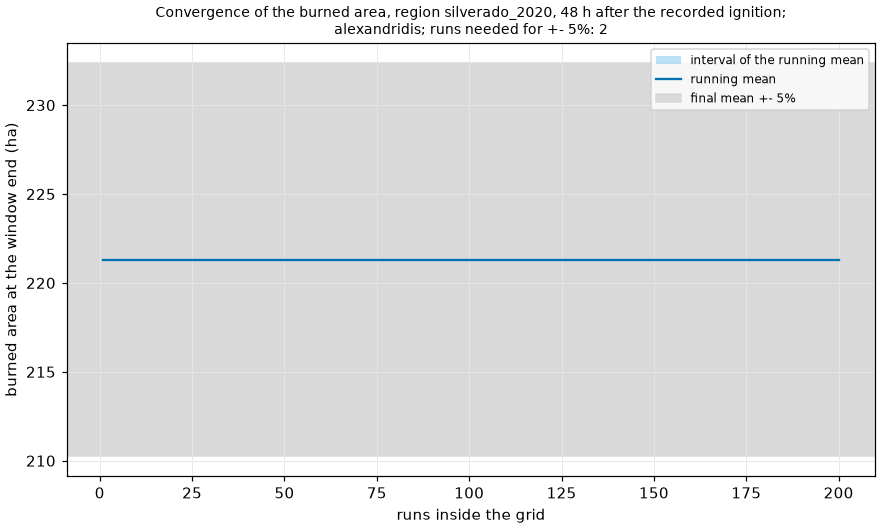 Convergence of the burned area, region silverado_2020, 48 h after the recorded ignition;
alexandridis; runs needed for +- 5%: 2
interval of the running mean
running mean
final mean +- 5%
burned area at the window end (ha)
230
225
220
215
210
0 25 50 75 100 125 150 175 200
runs inside the grid